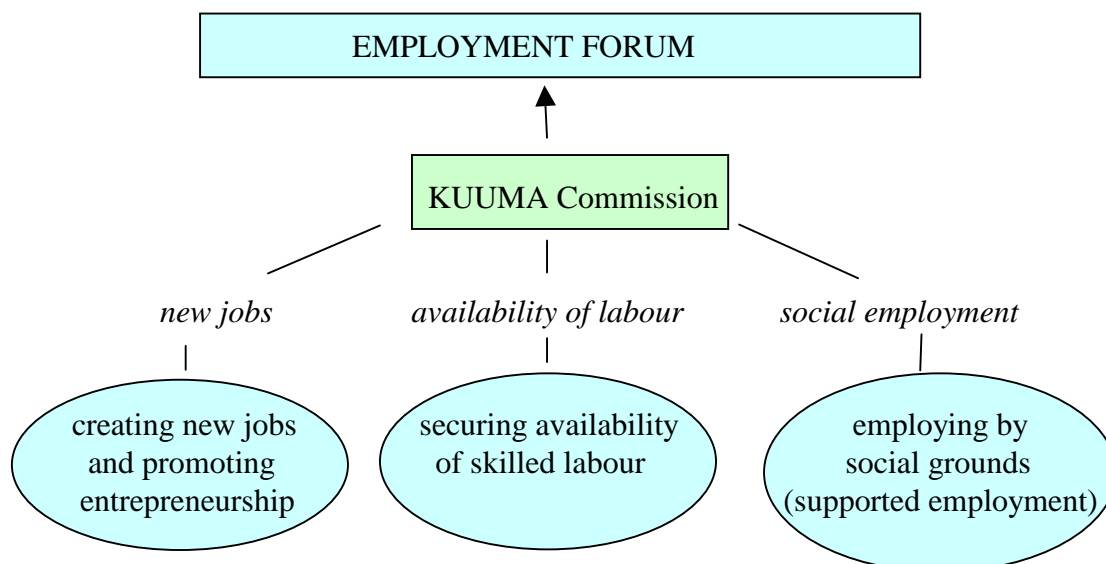 EMPLOYMENT FORUM
KUUMA Commission
new jobs
availability of labour
social employment
creating new jobs
and promoting
entrepreneurship
securing availability
of skilled labour
employing by
social grounds
(supported employment)